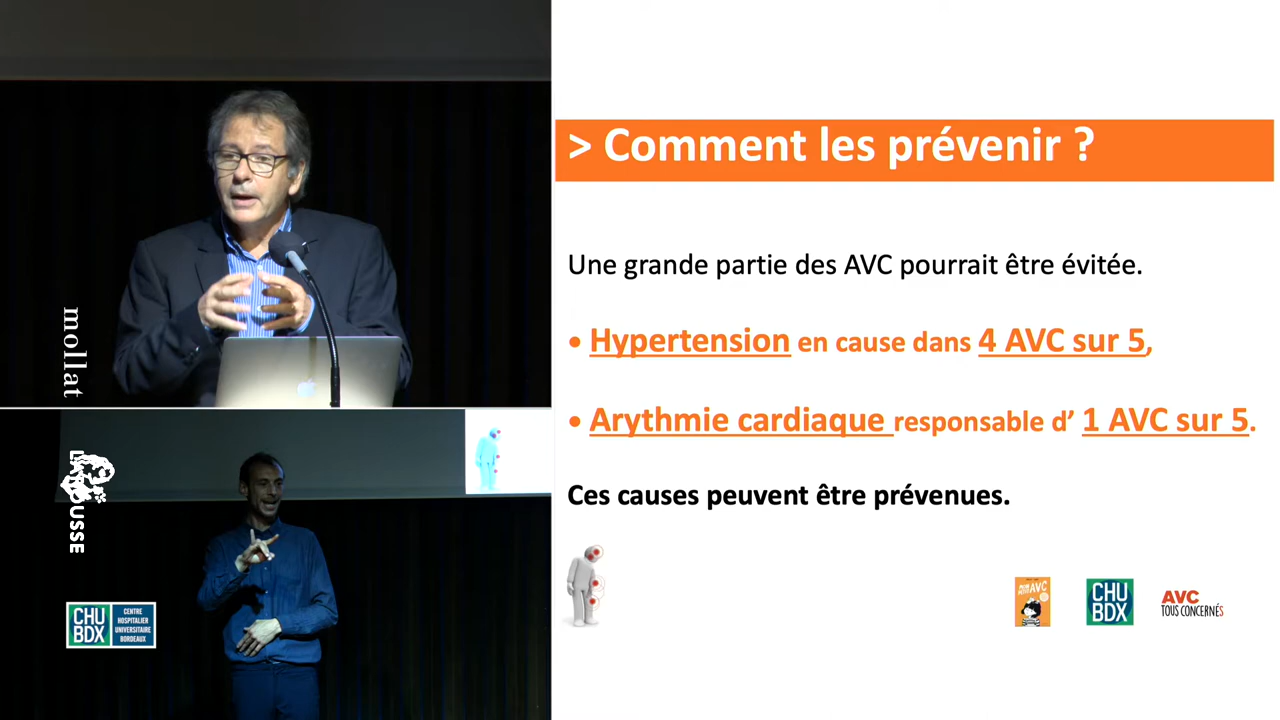 > Comment les prévenir ?
Une grande partie des AVC pourrait être évitée.
• Hypertension en cause dans 4 AVC sur 5,
• Arythmie cardiaque responsable d’ 1 AVC sur 5.
Ces causes peuvent être prévenues.
mollat
LAROUSSE
CHU
BDX
CENTRE
HOSPITALIER
UNIVERSITAIRE
BORDEAUX
AVC
CHU
BDX
AVC
TOUS CONCERNÉS